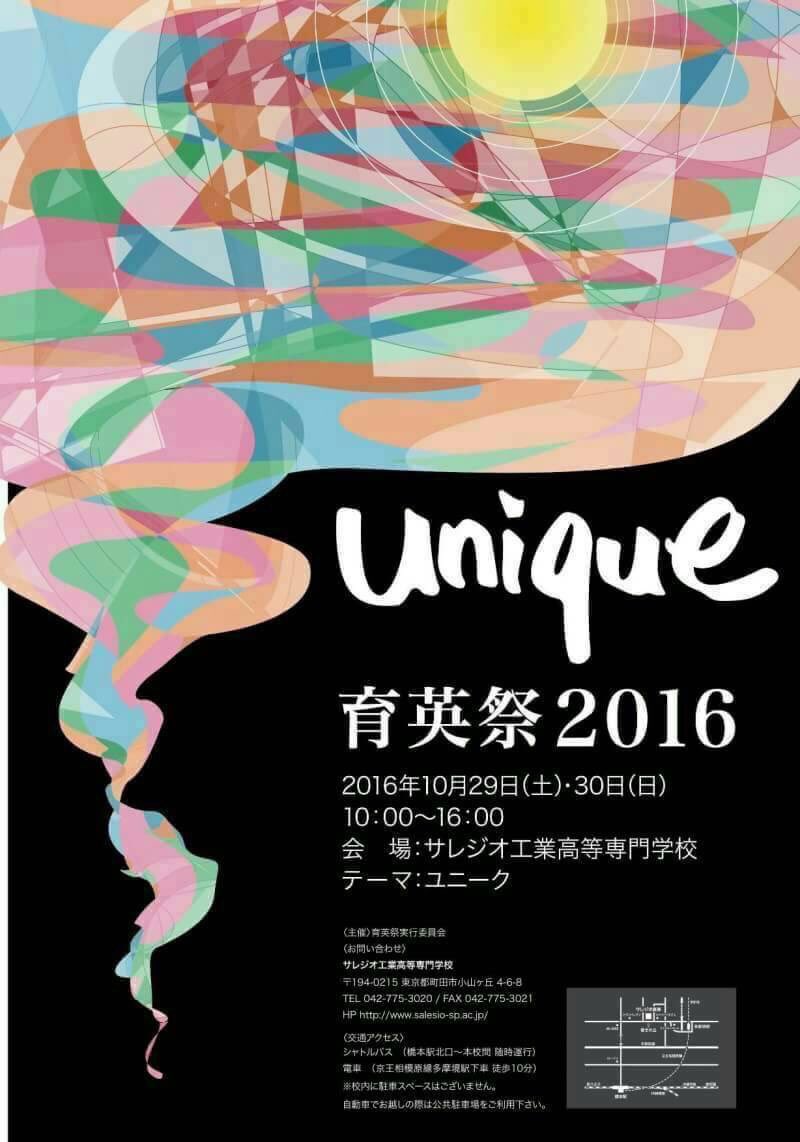 unique
育英祭2016
2016年10月29日(土)・30日(日)
10:00〜16:00
会　場:サレジオ工業高等専門学校
テーマ:ユニーク
〈主催〉育英祭実行委員会
〈お問い合わせ〉
サレジオ工業高等専門学校
〒194-0215 東京都町田市小山ヶ丘 4-6-8
TEL 042-775-3020 / FAX 042-775-3021
HP http://www.salesio-sp.ac.jp/
〈交通アクセス〉
シャトルバス　(橋本駅北口〜本校間 随時運行)
電車　(京王相模原線多摩境駅下車 徒歩10分)
※校内に駐車スペースはございません。
自動車でお越しの際は公共駐車場をご利用下さい。